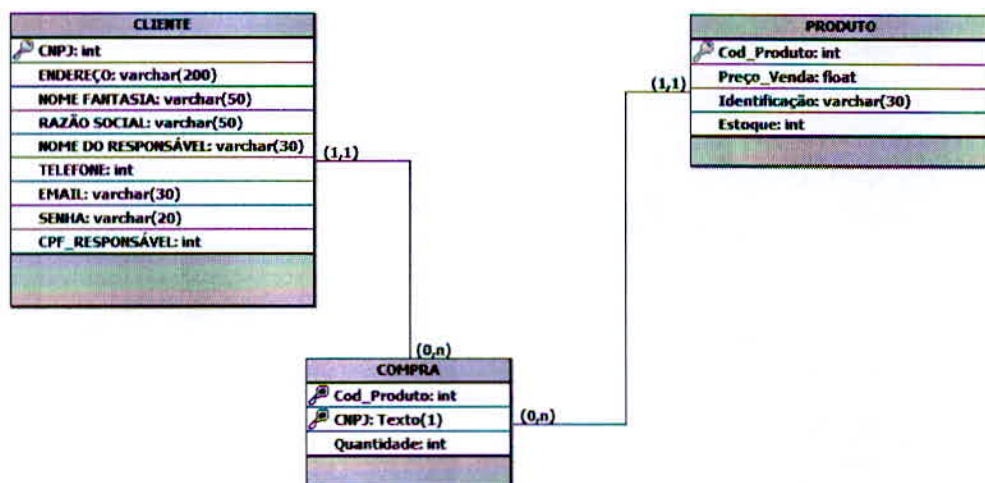 CLIENTE
CNPJ: int
ENDEREÇO: varchar(200)
NOME FANTASIA: varchar(50)
RAZÃO SOCIAL: varchar(50)
NOME DO RESPONSÁVEL: varchar(30)
TELEFONE: int
EMAIL: varchar(30)
SENHA: varchar(20)
CPF_RESPONSÁVEL: int
(1,1)
PRODUTO
Cod_Produto: int
Preço_Venda: float
Identificação: varchar(30)
Estoque: int
(1,1)
(0,n)
COMPRA
Cod_Produto: int
CNPJ: Texto(1)
Quantidade: int
(0,n)